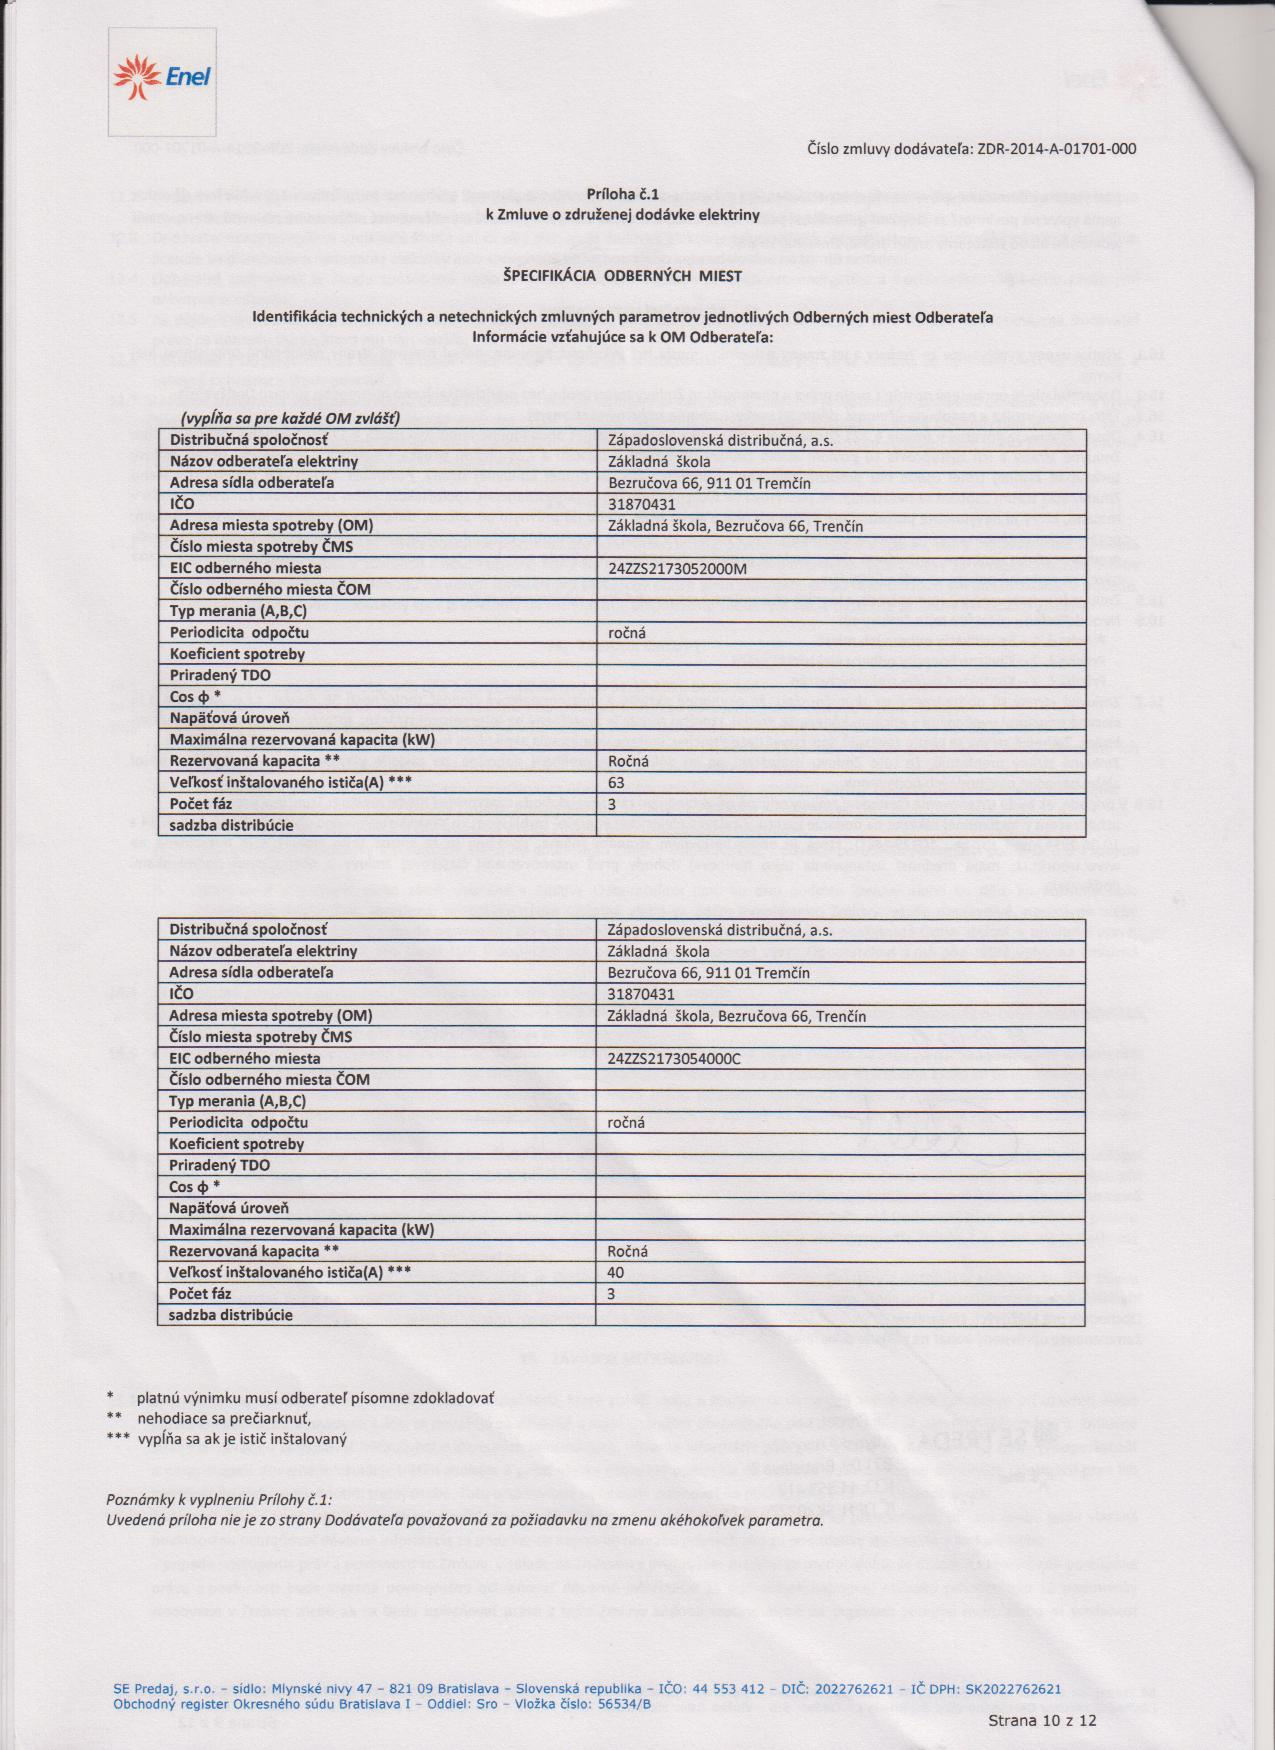 Enel
Číslo zmluvy dodávateľa: ZDR-2014-A-01701-000
Príloha č.1
k Zmluve o združenej dodávke elektriny
ŠPECIFIKÁCIA ODBERNÝCH MIEST
Identifikácia technických a netechnických zmluvných parametrov jednotlivých Odberných miest Odberateľa
Informácie vzťahujúce sa k OM Odberateľa:
(vypĺňa sa pre každé OM zvlášť)
Distribučná spoločnosť Západoslovenská distribučná, a.s.
Názov odberateľa elektriny Základná škola
Adresa sídla odberateľa Bezručova 66, 911 01 Tremčín
IČO 31870431
Adresa miesta spotreby (OM) Základná škola, Bezručova 66, Trenčín
Číslo miesta spotreby ČMS
EIC odberného miesta 24ZZS2173052000M
Číslo odberného miesta ČOM
Typ merania (A,B,C)
Periodicita odpočtu ročná
Koeficient spotreby
Priradený TDO
Cos ϕ *
Napäťová úroveň
Maximálna rezervovaná kapacita (kW)
Rezervovaná kapacita ** Ročná
Veľkosť inštalovaného ističa(A) *** 63
Počet fáz 3
sadzba distribúcie
Distribučná spoločnosť Západoslovenská distribučná, a.s.
Názov odberateľa elektriny Základná škola
Adresa sídla odberateľa Bezručova 66, 911 01 Tremčín
IČO 31870431
Adresa miesta spotreby (OM) Základná škola, Bezručova 66, Trenčín
Číslo miesta spotreby ČMS
EIC odberného miesta 24ZZS2173054000C
Číslo odberného miesta ČOM
Typ merania (A,B,C)
Periodicita odpočtu ročná
Koeficient spotreby
Priradený TDO
Cos ϕ *
Napäťová úroveň
Maximálna rezervovaná kapacita (kW)
Rezervovaná kapacita ** Ročná
Veľkosť inštalovaného ističa(A) *** 40
Počet fáz 3
sadzba distribúcie
* platnú výnimku musí odberateľ písomne zdokladovať
** nehodiace sa prečiarknuť,
*** vypĺňa sa ak je istič inštalovaný
Poznámky k vyplneniu Prílohy č.1:
Uvedená príloha nie je zo strany Dodávateľa považovaná za požiadavku na zmenu akéhokoľvek parametra.
SE Predaj, s.r.o. – sídlo: Mlynské nivy 47 – 821 09 Bratislava – Slovenská republika – IČO: 44 553 412 – DIČ: 2022762621 – IČ DPH: SK2022762621
Obchodný register Okresného súdu Bratislava I – Oddiel: Sro – Vložka číslo: 56534/B
Strana 10 z 12